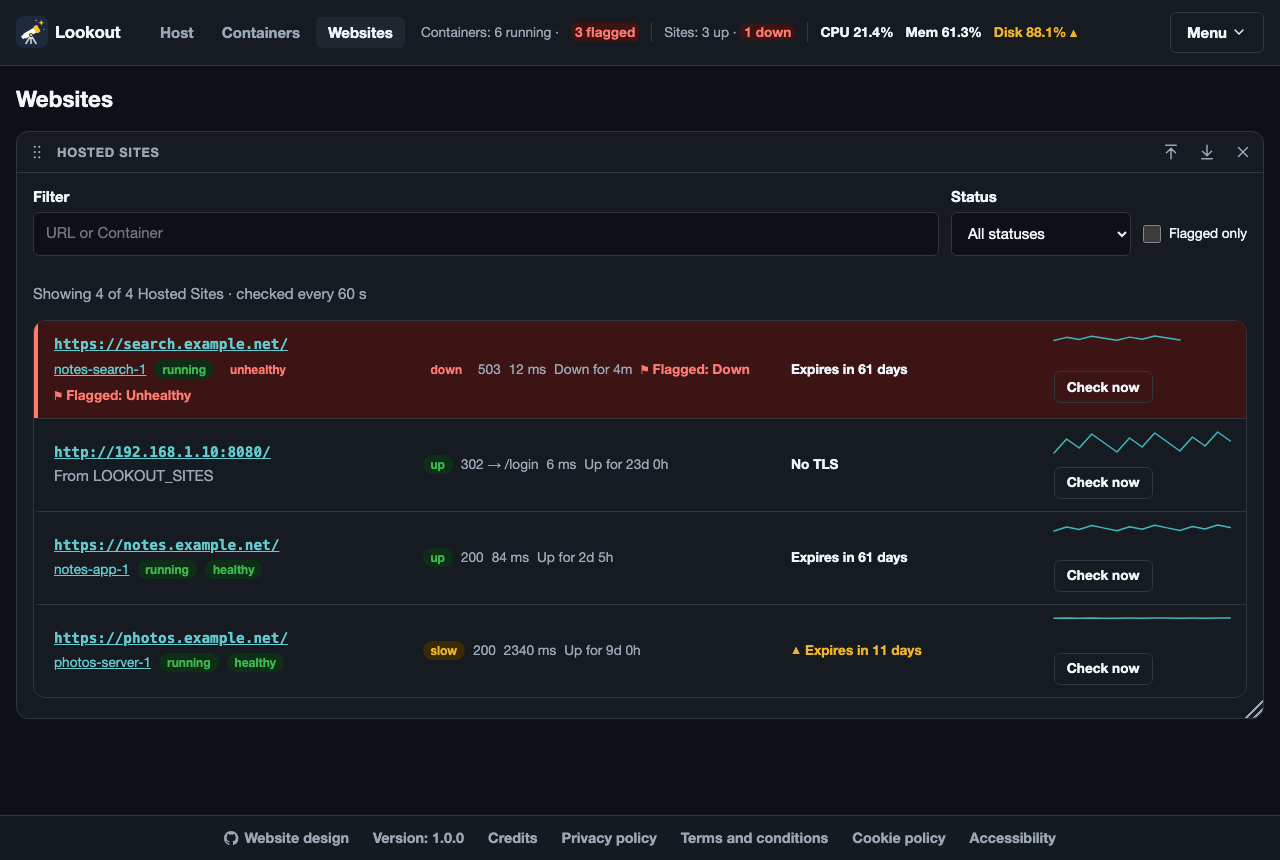 Lookout Host Containers Websites Containers: 6 running · 3 flagged Sites: 3 up · 1 down CPU 21.4% Mem 61.3% Disk 88.1% ▲ Menu
Websites
HOSTED SITES
Filter Status
URL or Container All statuses Flagged only
Showing 4 of 4 Hosted Sites · checked every 60 s
https://search.example.net/
notes-search-1 running unhealthy down 503 12 ms Down for 4m ⚑ Flagged: Down Expires in 61 days
⚑ Flagged: Unhealthy Check now
http://192.168.1.10:8080/
From LOOKOUT_SITES up 302 → /login 6 ms Up for 23d 0h No TLS Check now
https://notes.example.net/
notes-app-1 running healthy up 200 84 ms Up for 2d 5h Expires in 61 days Check now
https://photos.example.net/
photos-server-1 running healthy slow 200 2340 ms Up for 9d 0h ▲ Expires in 11 days Check now
Website design Version: 1.0.0 Credits Privacy policy Terms and conditions Cookie policy Accessibility